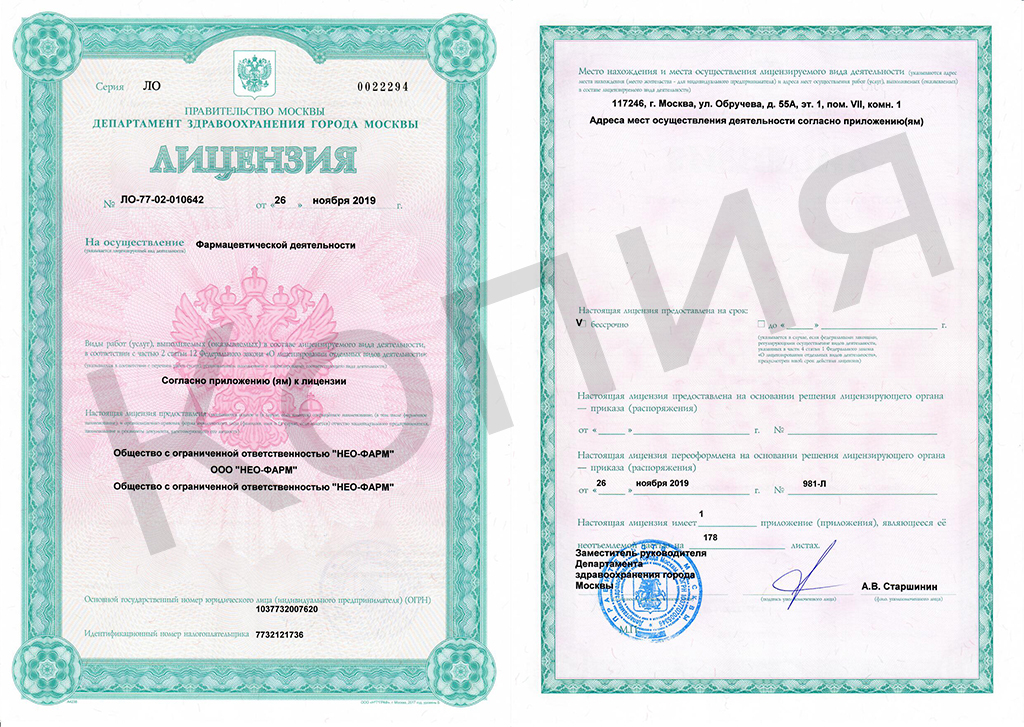 Серия ЛО 0022294
ПРАВИТЕЛЬСТВО МОСКВЫ
ДЕПАРТАМЕНТ ЗДРАВООХРАНЕНИЯ ГОРОДА МОСКВЫ
ЛИЦЕНЗИЯ
№ ЛО-77-02-010642 от «26» ноября 2019 г.
На осуществление Фармацевтической деятельности
(указывается лицензируемый вид деятельности)
Виды работ (услуг), выполняемых (оказываемых) в составе лицензируемого вида деятельности,
в соответствии с частью 2 статьи 12 Федерального закона «О лицензировании отдельных видов деятельности»:
Согласно приложению (ям) к лицензии
Настоящая лицензия предоставлена
Общество с ограниченной ответственностью "НЕО-ФАРМ"
ООО "НЕО-ФАРМ"
Общество с ограниченной ответственностью "НЕО-ФАРМ"
Основной государственный номер юридического лица (индивидуального предпринимателя) (ОГРН)
1037732007620
Идентификационный номер налогоплательщика 7732121736
Место нахождения и места осуществления лицензируемого вида деятельности (указываются адрес
места нахождения (место жительства - для индивидуального предпринимателя) и адреса мест осуществления работ (услуг), выполняемых (оказываемых)
в составе лицензируемого вида деятельности)
117246, г. Москва, ул. Обручева, д. 55А, эт. 1, пом. VII, комн. 1
Адреса мест осуществления деятельности согласно приложению(ям)
Настоящая лицензия предоставлена на срок:
V бессрочно до « » г.
(указывается в случае, если федеральными законами,
регулирующими осуществление видов деятельности,
указанных в части 4 статьи 1 Федерального закона
«О лицензировании отдельных видов деятельности»,
предусмотрен иной срок действия лицензии)
Настоящая лицензия предоставлена на основании решения лицензирующего органа
— приказа (распоряжения)
от « » г. №
Настоящая лицензия переоформлена на основании решения лицензирующего органа
— приказа (распоряжения)
от «26» ноября 2019 г. № 981-Л
Настоящая лицензия имеет 1 приложение (приложения), являющееся её
неотъемлемой частью на 178 листах.
Заместитель руководителя
Департамента
здравоохранения города
Москвы
А.В. Старшинин
(подпись уполномоченного лица) (ф.и.о. уполномоченного лица)
М.П.
КОПИЯ